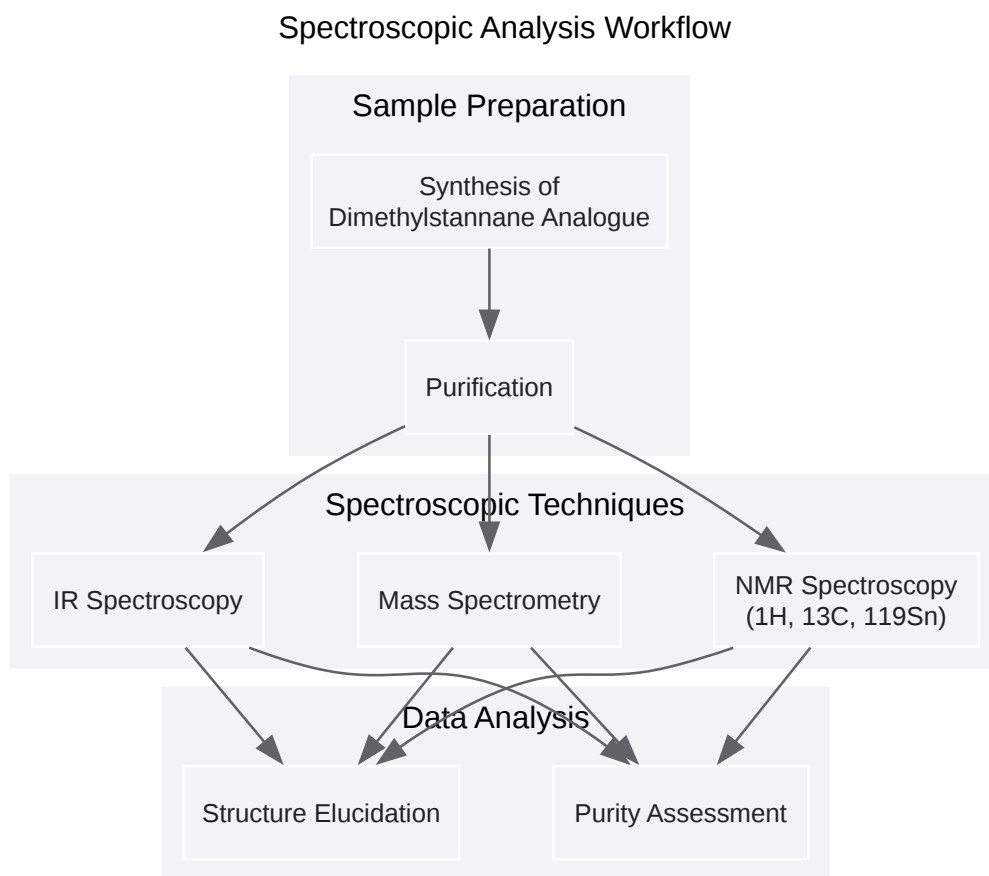 Spectroscopic Analysis Workflow
Sample Preparation
Synthesis of
Dimethylstannane Analogue
Purification
Spectroscopic Techniques
IR Spectroscopy
Mass Spectrometry
NMR Spectroscopy
(1H, 13C, 119Sn)
Data Analysis
Structure Elucidation
Purity Assessment